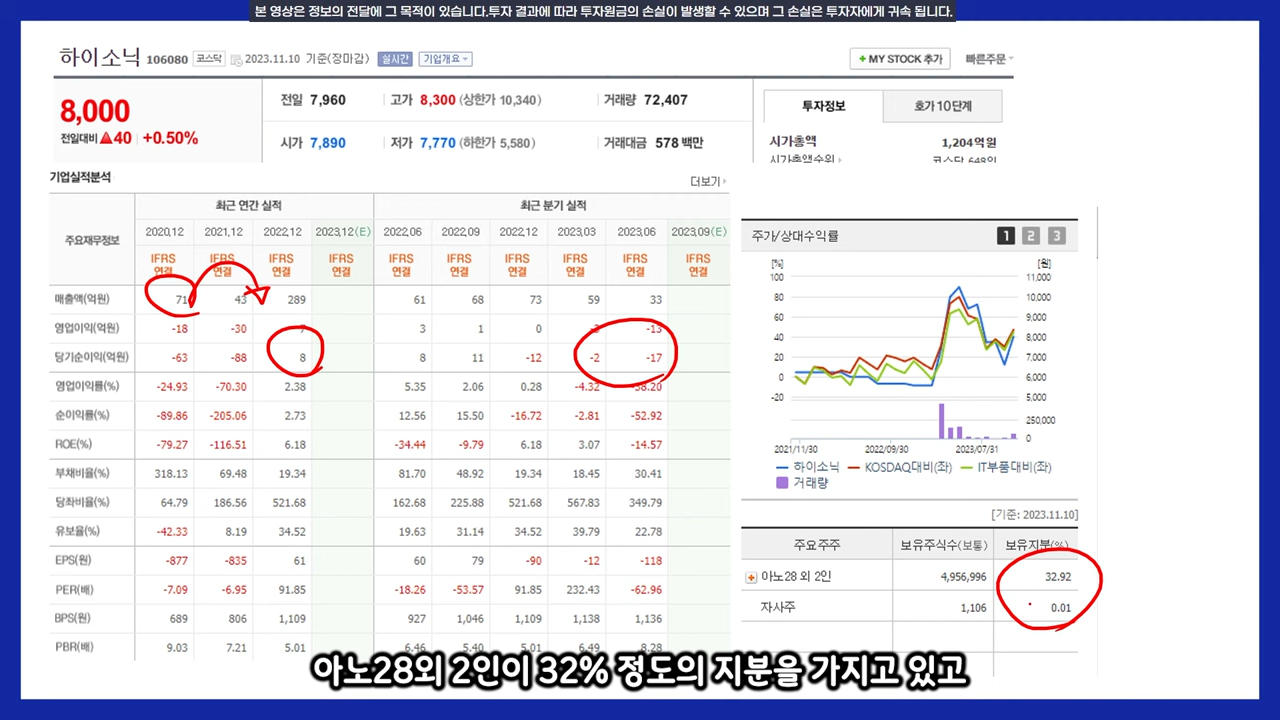 본 영상은 정보의 전달에 그 목적이 있습니다.투자 결과에 따라 투자원금의 손실이 발생할 수 있으며 그 손실은 투자자에게 귀속 됩니다.
하이소닉 106080 코스닥 2023.11.10 기준(장마감) 실시간 기업개요
+ MY STOCK 추가 빠른주문
8,000
전일대비 ▲40 +0.50%
전일 7,960 고가 8,300 (상한가 10,340) 거래량 72,407
시가 7,890 저가 7,770 (하한가 5,580) 거래대금 578 백만
투자정보 호가 10단계
시가총액 1,204억원
시가총액순위 코스닥 648위
기업실적분석 더보기
주요재무정보 최근 연간 실적 최근 분기 실적
2020.12 2021.12 2022.12 2023.12(E) 2022.06 2022.09 2022.12 2023.03 2023.06 2023.09(E)
IFRS IFRS IFRS IFRS IFRS IFRS IFRS IFRS IFRS IFRS
연결 연결 연결 연결 연결 연결 연결 연결 연결 연결
매출액(억원) 71 43 289 61 68 73 59 33
영업이익(억원) -18 -30 7 3 1 0 -3 -13
당기순이익(억원) -63 -88 8 8 11 -12 -2 -17
영업이익률(%) -24.93 -70.30 2.38 5.35 2.06 0.28 -4.32 -38.20
순이익률(%) -89.86 -205.06 2.73 12.56 15.50 -16.72 -2.81 -52.92
ROE(%) -79.27 -116.51 6.18 -34.44 -9.79 6.18 3.07 -14.57
부채비율(%) 318.13 69.48 19.34 81.70 48.92 19.34 18.45 30.41
당좌비율(%) 64.79 186.56 521.68 162.68 225.88 521.68 567.83 349.79
유보율(%) -42.33 8.19 34.52 19.63 31.14 34.52 39.79 22.78
EPS(원) -877 -835 61 60 79 -90 -12 -118
PER(배) -7.09 -6.95 91.85 -18.26 -53.57 91.85 232.43 -62.96
BPS(원) 689 806 1,109 927 1,046 1,109 1,138 1,136
PBR(배) 9.03 7.21 5.01 6.46 5.40 5.01 6.49 8.28
주가/상대수익률 1 2 3
[%] [원]
100 11,000
80 10,000
60 9,000
40 8,000
20 7,000
0 6,000
-20 5,000
250,000
0
2021/11/30 2022/09/30 2023/07/31
하이소닉 KOSDAQ대비(좌) IT부품대비(좌)
거래량
[기준: 2023.11.10]
주요주주 보유주식수(보통) 보유지분(%)
아노28 외 2인 4,956,996 32.92
자사주 1,106 0.01
아노28외 2인이 32% 정도의 지분을 가지고 있고